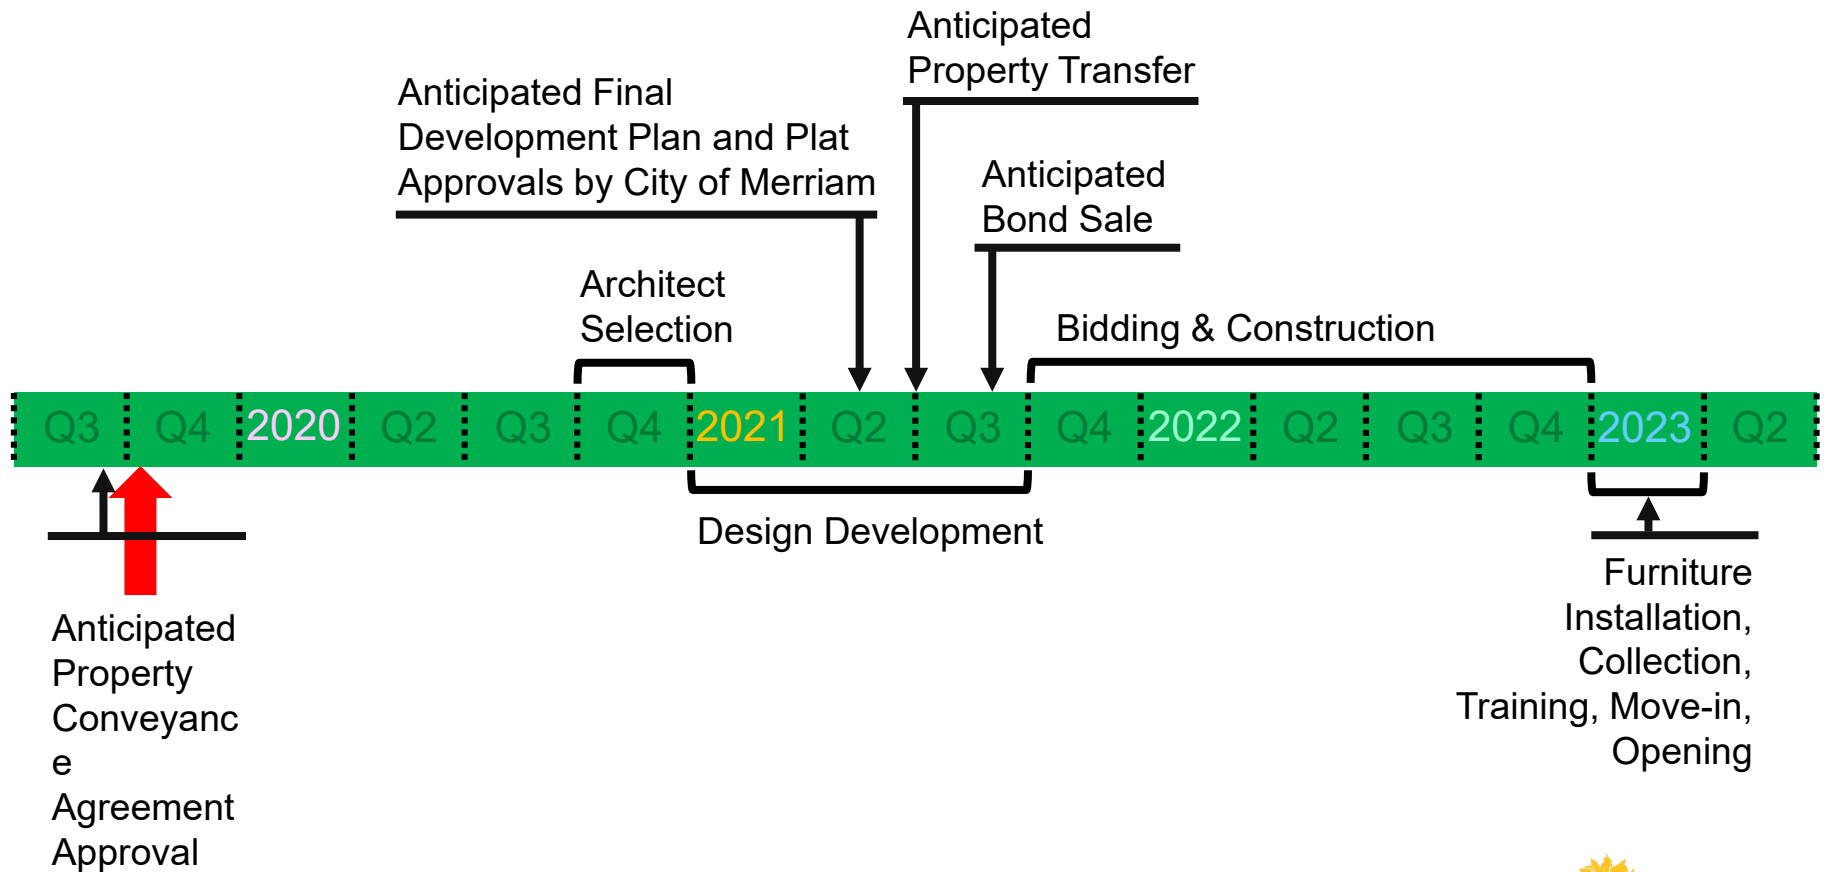 Anticipated
Property Transfer
Anticipated Final
Development Plan and Plat
Approvals by City of Merriam
Anticipated
Bond Sale
Architect
Selection
Bidding & Construction
Q3 Q4 2020 Q2 Q3 Q4 2021 Q2 Q3 Q4 2022 Q2 Q3 Q4 2023 Q2
Design Development
Anticipated
Property
Conveyanc
e
Agreement
Approval
Furniture
Installation,
Collection,
Training, Move-in,
Opening